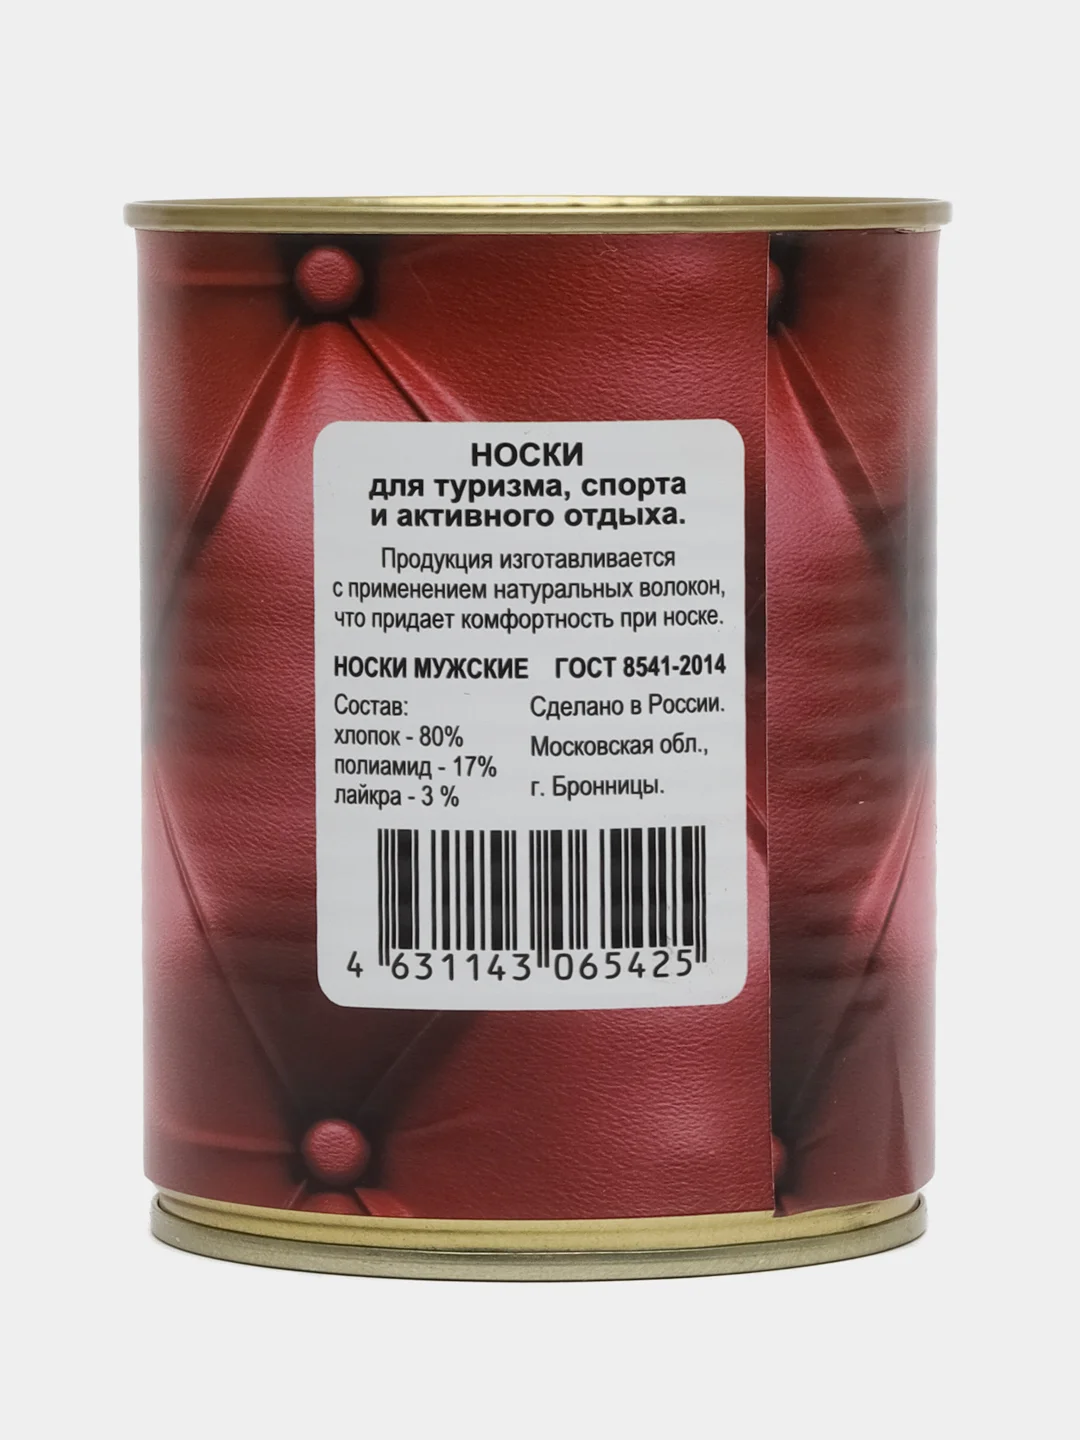 НОСКИ
для туризма, спорта
и активного отдыха.
Продукция изготавливается
с применением натуральных волокон,
что придает комфортность при носке.
НОСКИ МУЖСКИЕ ГОСТ 8541-2014
Состав: Сделано в России.
хлопок - 80% Московская обл.,
полиамид - 17%
лайкра - 3 % г. Бронницы.
4 631143 065425